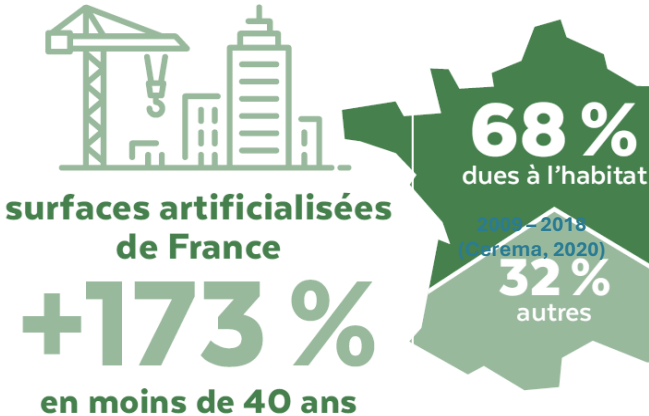 surfaces artificialisées
de France
+173 %
en moins de 40 ans
68 %
dues à l'habitat
2009 – 2018
(Cerema, 2020)
32 %
autres